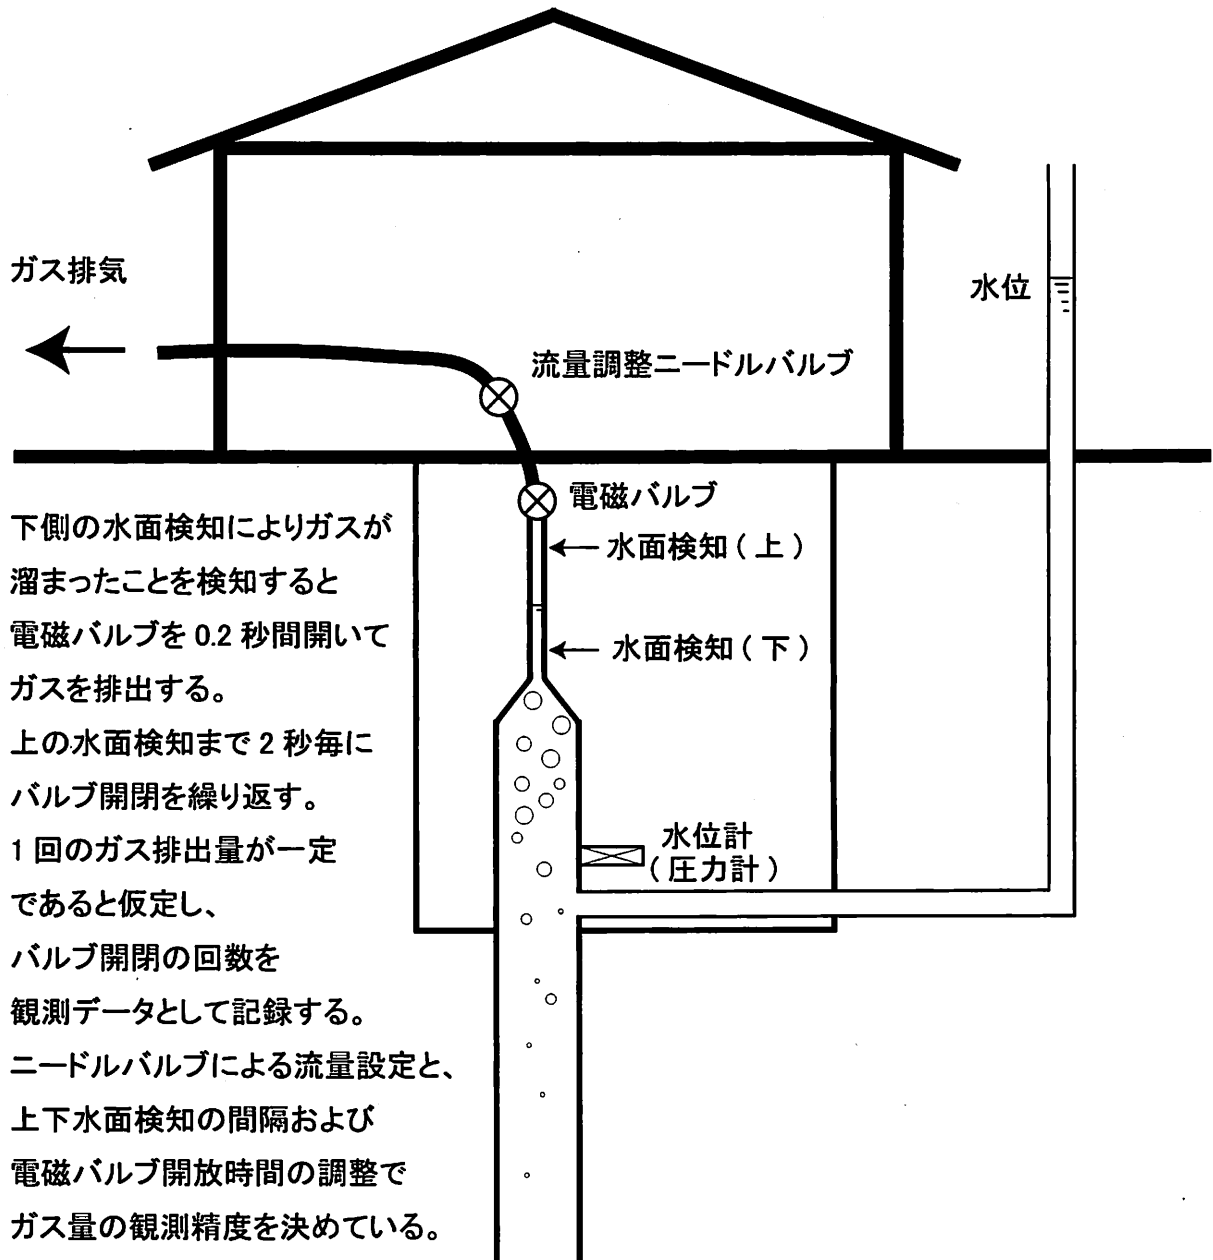 ガス排気
水位
流量調整ニードルバルブ
電磁バルブ
水面検知(上)
水面検知(下)
水位計
(圧力計)
下側の水面検知によりガスが
溜まったことを検知すると
電磁バルブを0.2秒間開いて
ガスを排出する。
上の水面検知まで2秒毎に
バルブ開閉を繰り返す。
1回のガス排出量が一定
であると仮定し、
バルブ開閉の回数を
観測データとして記録する。
ニードルバルブによる流量設定と、
上下水面検知の間隔および
電磁バルブ開放時間の調整で
ガス量の観測精度を決めている。